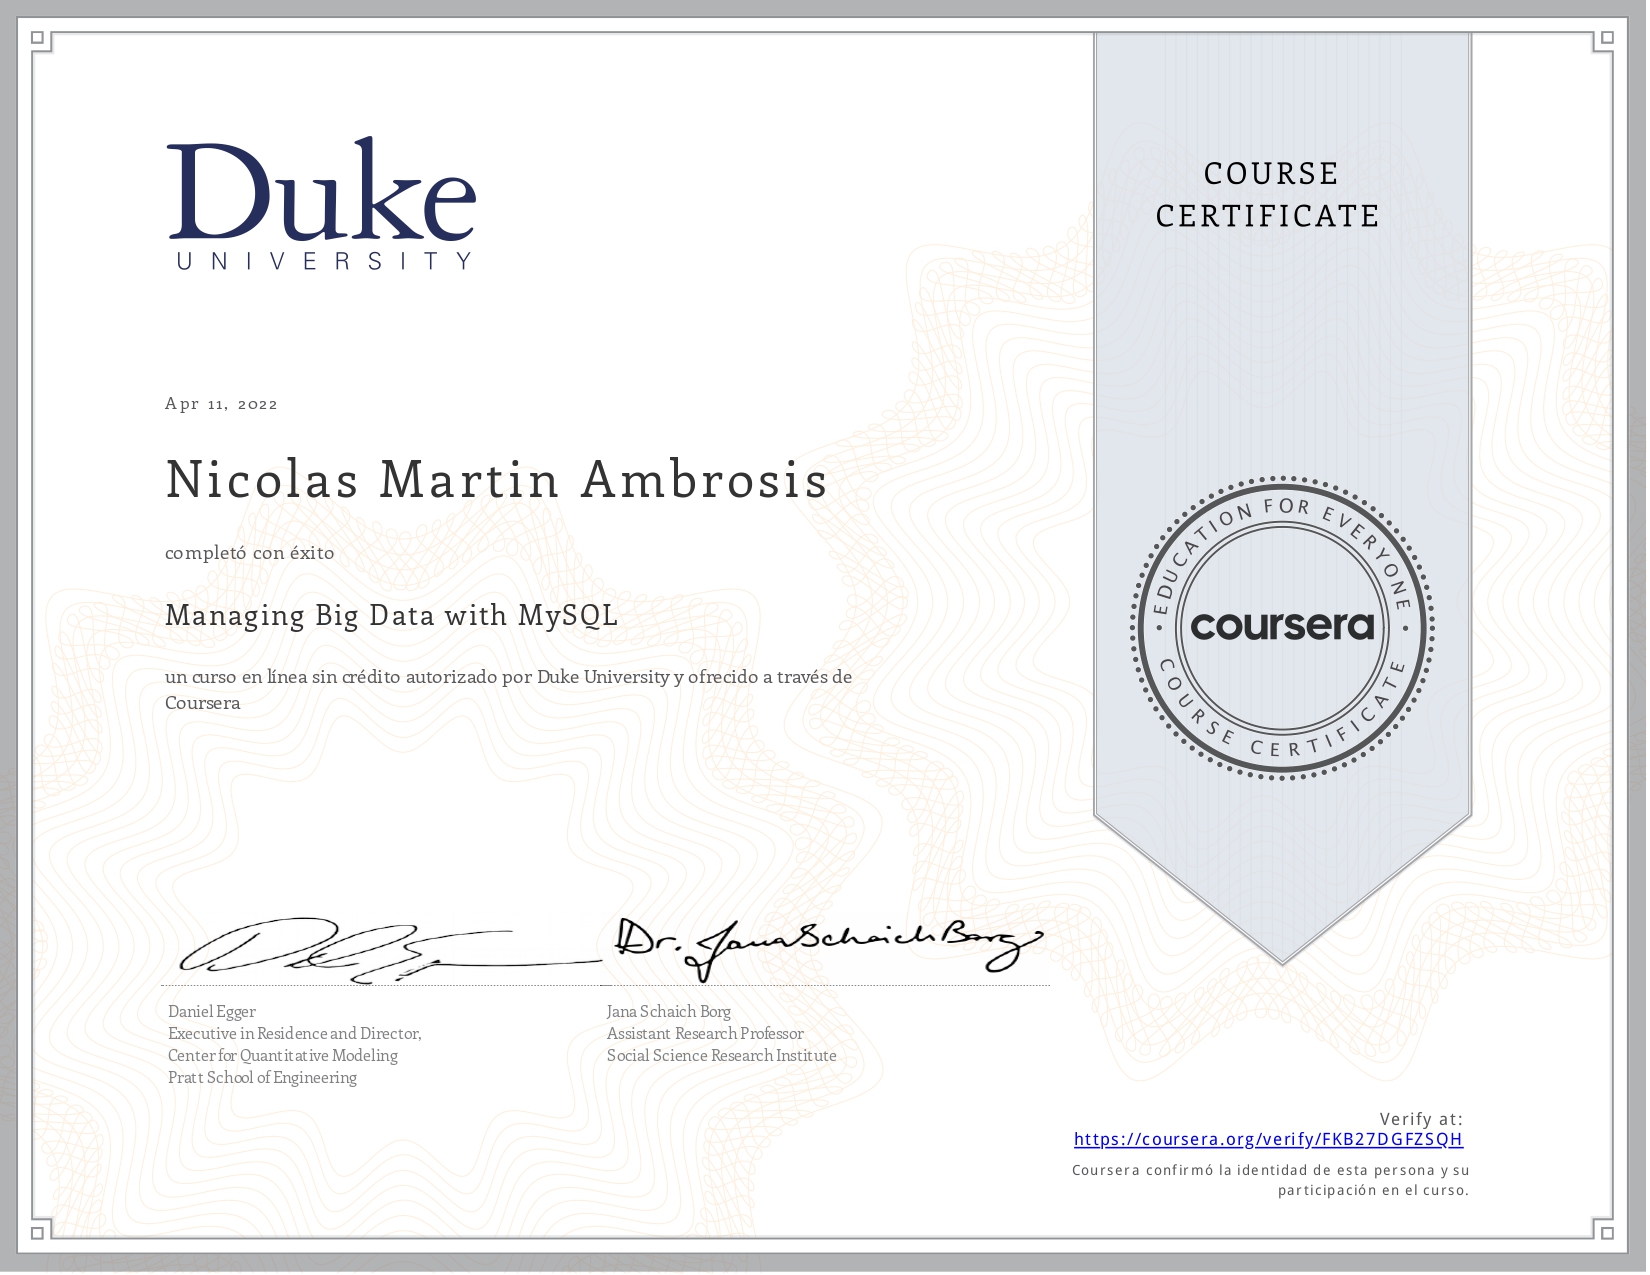 Duke
UNIVERSITY
COURSE
CERTIFICATE
Apr 11, 2022
Nicolas Martin Ambrosis
completó con éxito
Managing Big Data with MySQL
un curso en línea sin crédito autorizado por Duke University y ofrecido a través de
Coursera
EDUCATION FOR EVERYONE
coursera
COURSE CERTIFICATE
Dr. Jana Schaich Borg
Daniel Egger
Executive in Residence and Director,
Center for Quantitative Modeling
Pratt School of Engineering
Jana Schaich Borg
Assistant Research Professor
Social Science Research Institute
Verify at:
https://coursera.org/verify/FKB27DGFZSQH
Coursera confirmó la identidad de esta persona y su
participación en el curso.